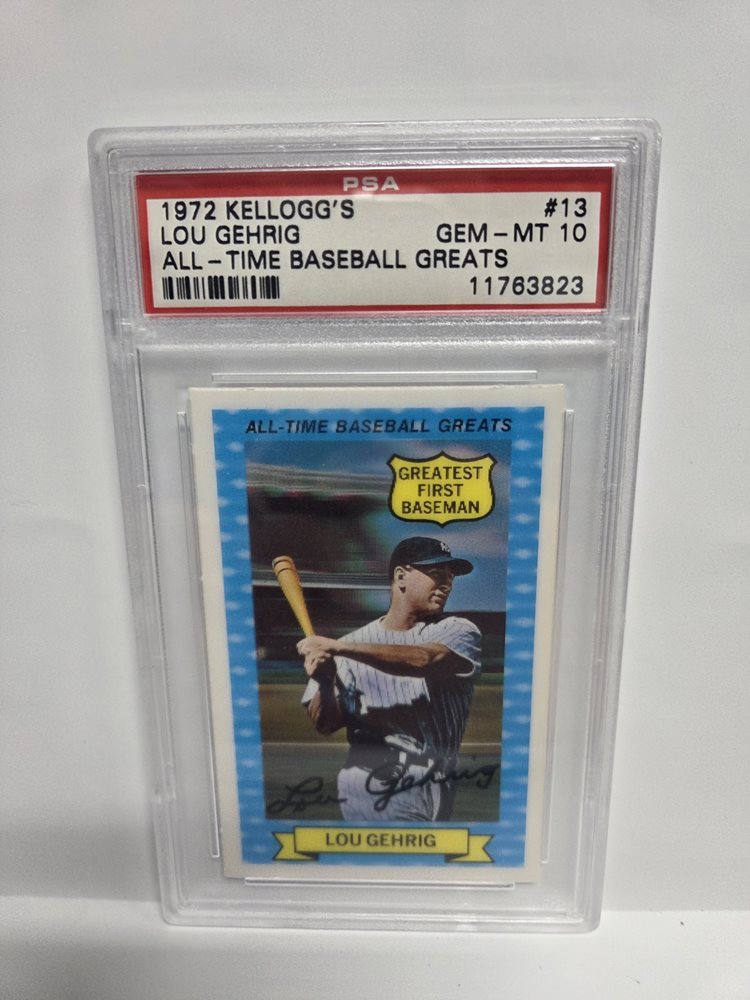 PSA
1972 KELLOGG'S #13
LOU GEHRIG GEM-MT 10
ALL-TIME BASEBALL GREATS
11763823
ALL-TIME BASEBALL GREATS
GREATEST
FIRST
BASEMAN
Lou Gehrig
LOU GEHRIG